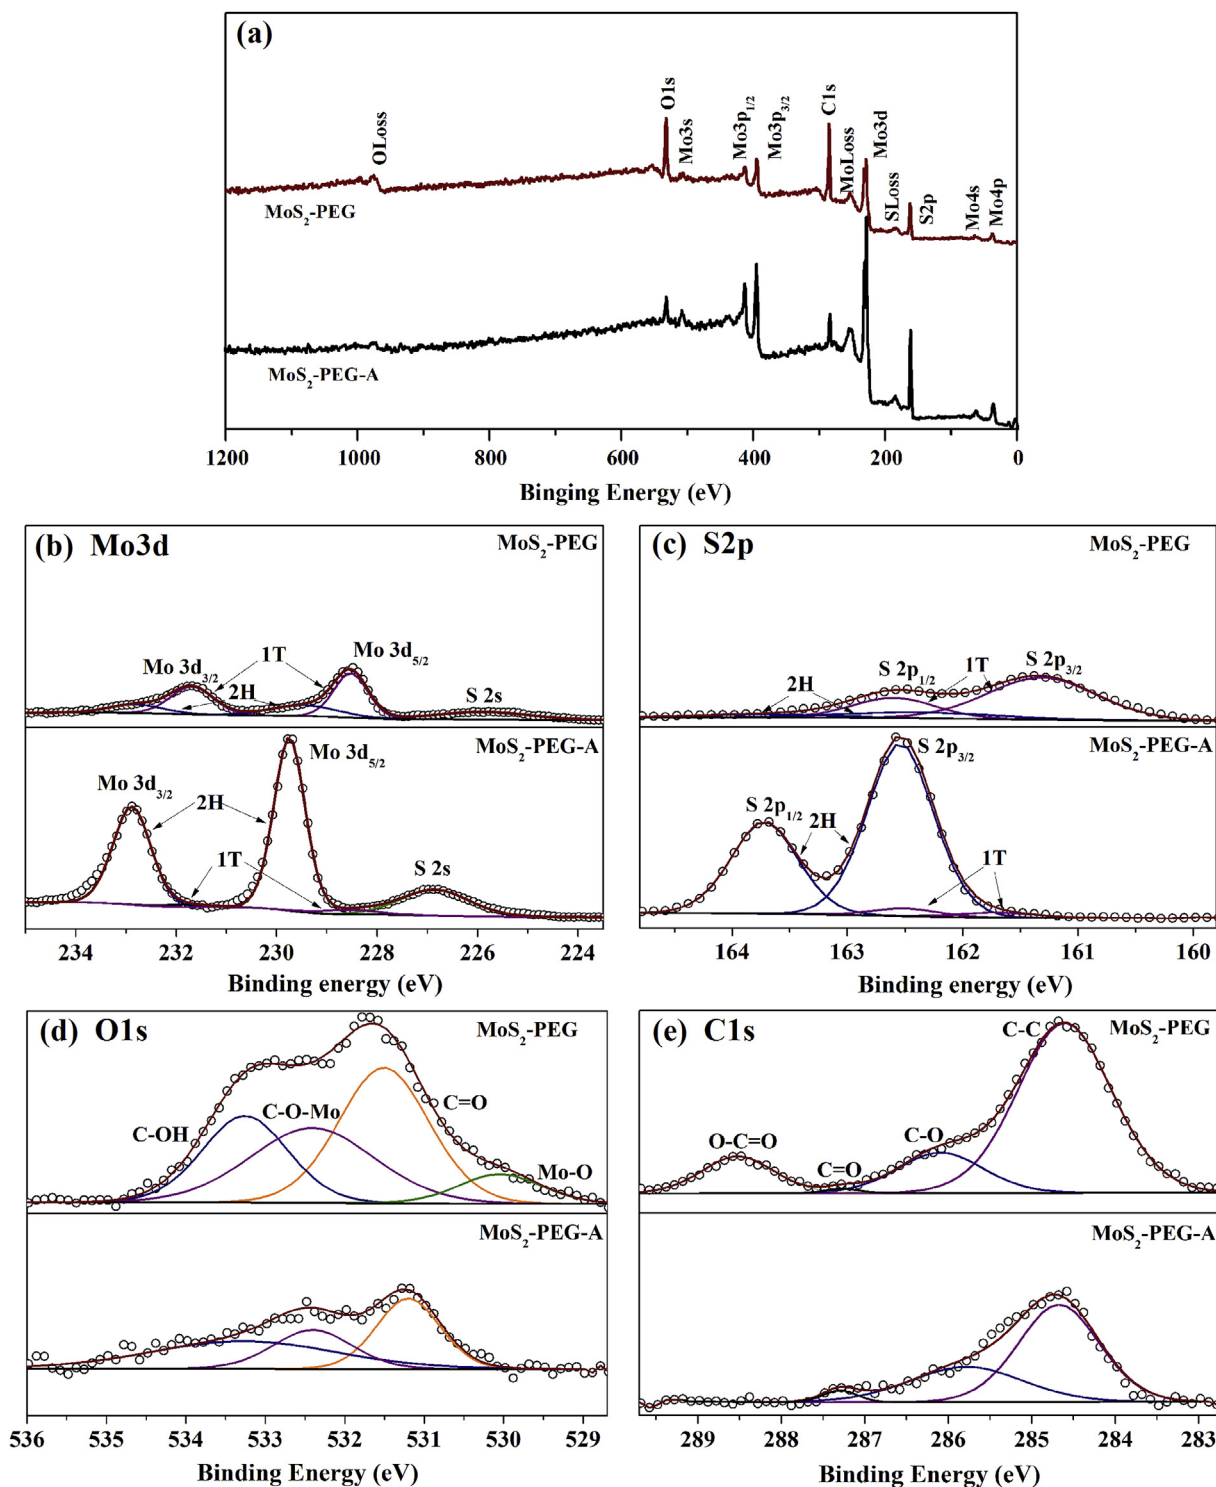 (a)
OLoss
O1s
Mo3s
Mo3p1/2
Mo3p3/2
C1s
MoLoss
Mo3d
SLoss
S2p
Mo4s
Mo4p
MoS2-PEG
MoS2-PEG-A
1200 1000 800 600 400 200 0
Binging Energy (eV)
(b) Mo3d
MoS2-PEG
Mo 3d3/2
1T
Mo 3d5/2
2H
S 2s
MoS2-PEG-A
Mo 3d5/2
Mo 3d3/2
2H
1T
S 2s
234 232 230 228 226 224
Binding energy (eV)
(c) S2p
MoS2-PEG
2H
S 2p1/2
1T
S 2p3/2
MoS2-PEG-A
S 2p3/2
S 2p1/2
2H
1T
164 163 162 161 160
Binding energy (eV)
(d) O1s
MoS2-PEG
C-OH
C-O-Mo
C=O
Mo-O
MoS2-PEG-A
536 535 534 533 532 531 530 529
Binding Energy (eV)
(e) C1s
C-C
MoS2-PEG
O-C=O
C=O
C-O
MoS2-PEG-A
289 288 287 286 285 284 283
Binding Energy (eV)